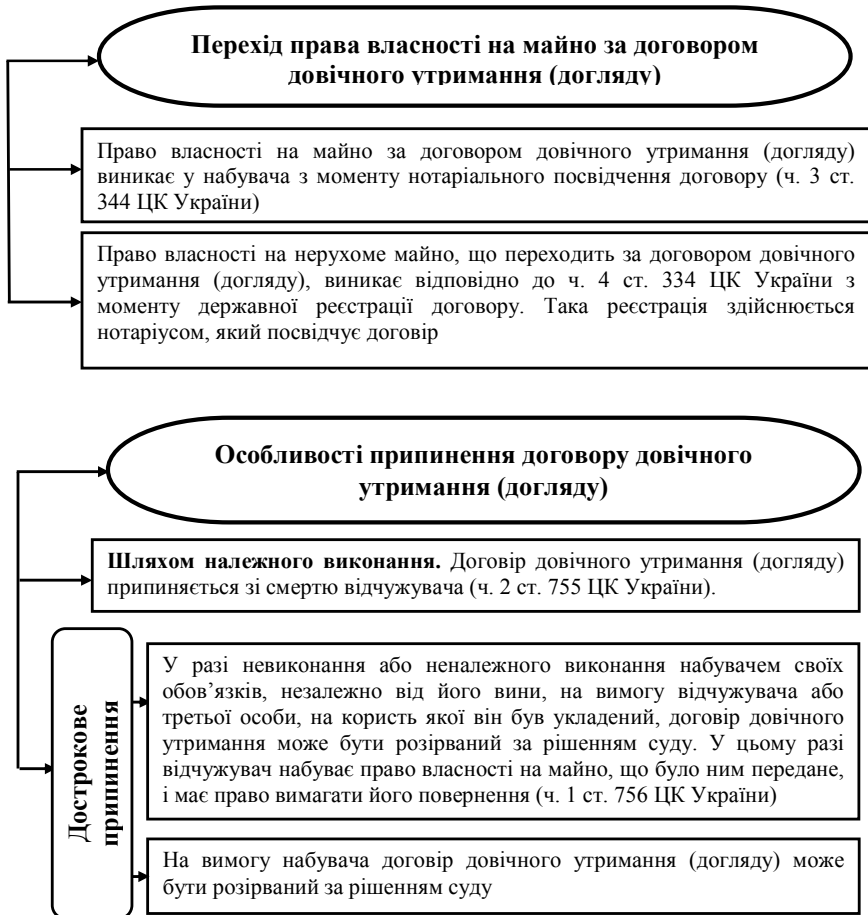 Перехід права власності на майно за договором
довічного утримання (догляду)
Право власності на майно за договором довічного утримання (догляду)
виникає у набувача з моменту нотаріального посвідчення договору (ч. 3 ст.
344 ЦК України)
Право власності на нерухоме майно, що переходить за договором довічного
утримання (догляду), виникає відповідно до ч. 4 ст. 334 ЦК України з
моменту державної реєстрації договору. Така реєстрація здійснюється
нотаріусом, який посвідчує договір
Особливості припинення договору довічного
утримання (догляду)
Шляхом належного виконання. Договір довічного утримання (догляду)
припиняється зі смертю відчужувача (ч. 2 ст. 755 ЦК України).
Дострокове
припинення
У разі невиконання або неналежного виконання набувачем своїх
обов’язків, незалежно від його вини, на вимогу відчужувача або
третьої особи, на користь якої він був укладений, договір довічного
утримання може бути розірваний за рішенням суду. У цьому разі
відчужувач набуває право власності на майно, що було ним передане,
і має право вимагати його повернення (ч. 1 ст. 756 ЦК України)
На вимогу набувача договір довічного утримання (догляду) може
бути розірваний за рішенням суду